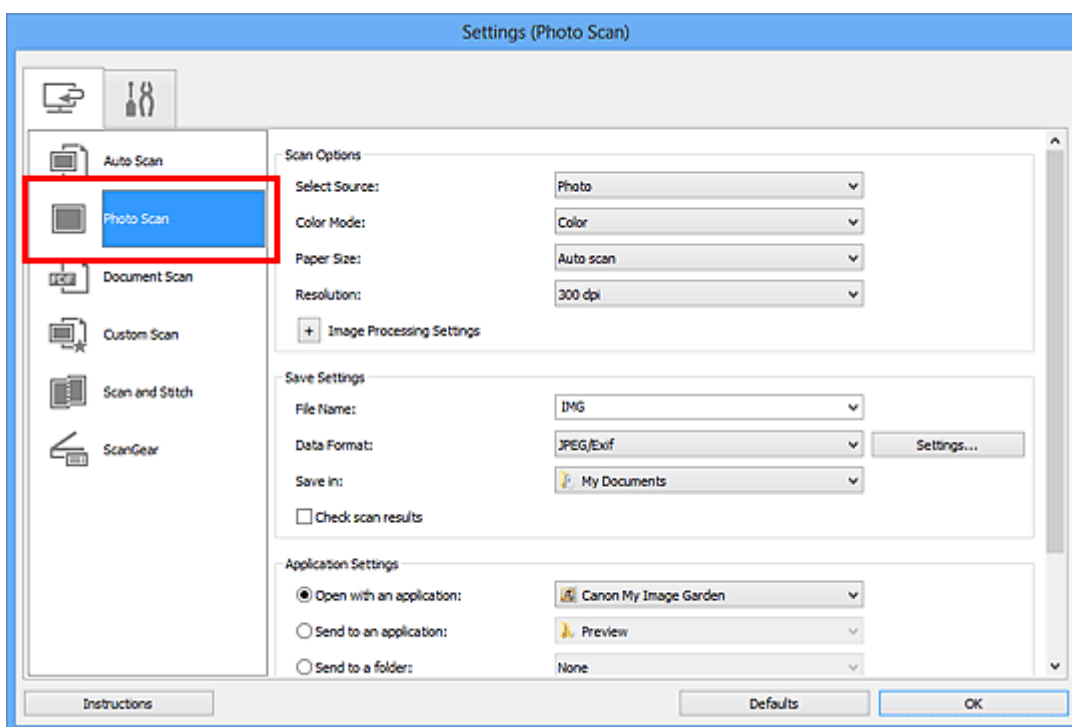 Settings (Photo Scan)
Auto Scan
Photo Scan
Document Scan
Custom Scan
Scan and Stitch
ScanGear
Scan Options
Select Source: Photo
Color Mode: Color
Paper Size: Auto scan
Resolution: 300 dpi
+ Image Processing Settings
Save Settings
File Name: IMG
Data Format: JPEG/Exif Settings...
Save in: My Documents
Check scan results
Application Settings
Open with an application: Canon My Image Garden
Send to an application: Preview
Send to a folder: None
Instructions Defaults OK